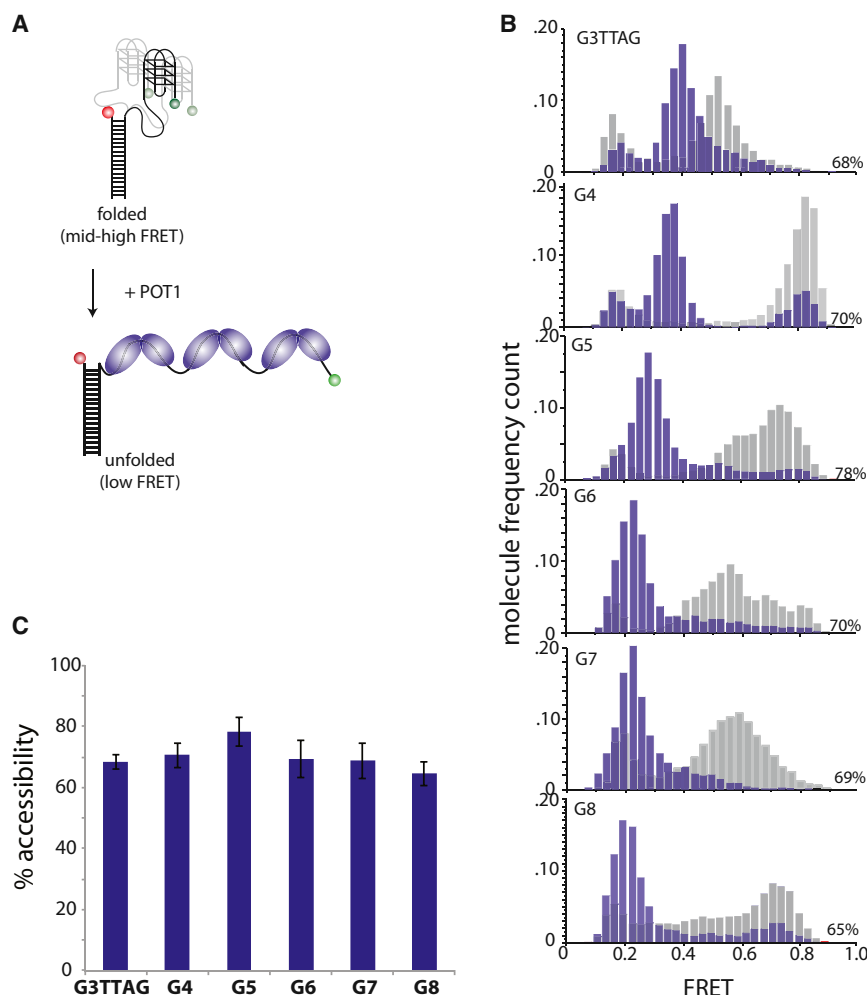 A
folded
(mid-high FRET)
+ POT1
unfolded
(low FRET)
B
molecule frequency count
G3TTAG
.20
.10
0
68%
G4
.20
.10
0
70%
G5
.20
.10
0
78%
G6
.20
.10
0
70%
G7
.20
.10
0
69%
G8
.20
.10
0
65%
0 0.2 0.4 0.6 0.8 1.0
FRET
C
% accessibility
100
80
60
40
20
0
G3TTAG G4 G5 G6 G7 G8